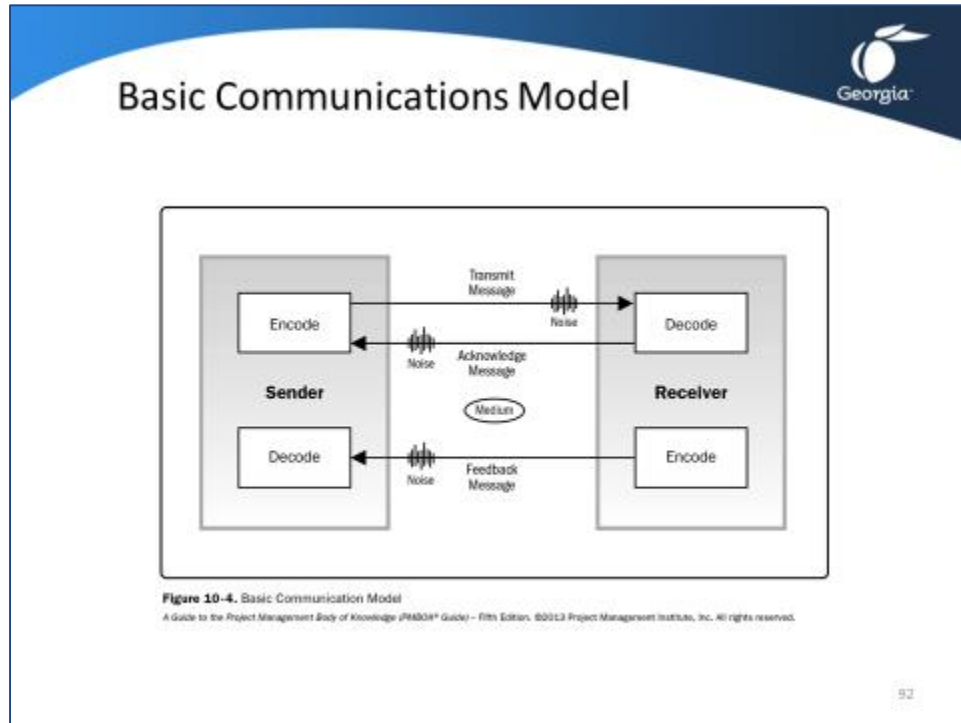 Georgia
Basic Communications Model
Transmit
Message
Encode
Noise
Decode
Noise
Acknowledge
Message
Sender
Receiver
Medium
Decode
Encode
Noise
Feedback
Message
Figure 10-4. Basic Communication Model
A Guide to the Project Management Body of Knowledge (PMBOK® Guide) – Fifth Edition. ©2013 Project Management Institute, Inc. All rights reserved.
92